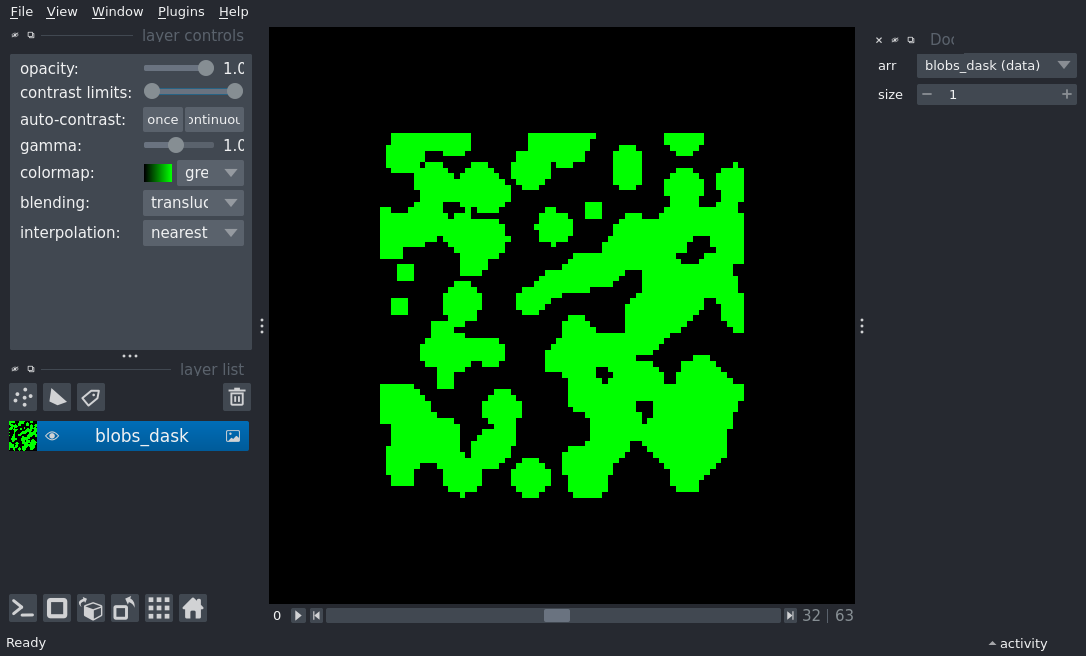 File View Window Plugins Help
layer controls
opacity: 1.0
contrast limits:
auto-contrast: once ontinuou
gamma: 1.0
colormap: gre
blending: transluc
interpolation: nearest
layer list
blobs_dask
Doc
arr blobs_dask (data)
size 1
0 32 | 63
Ready
activity